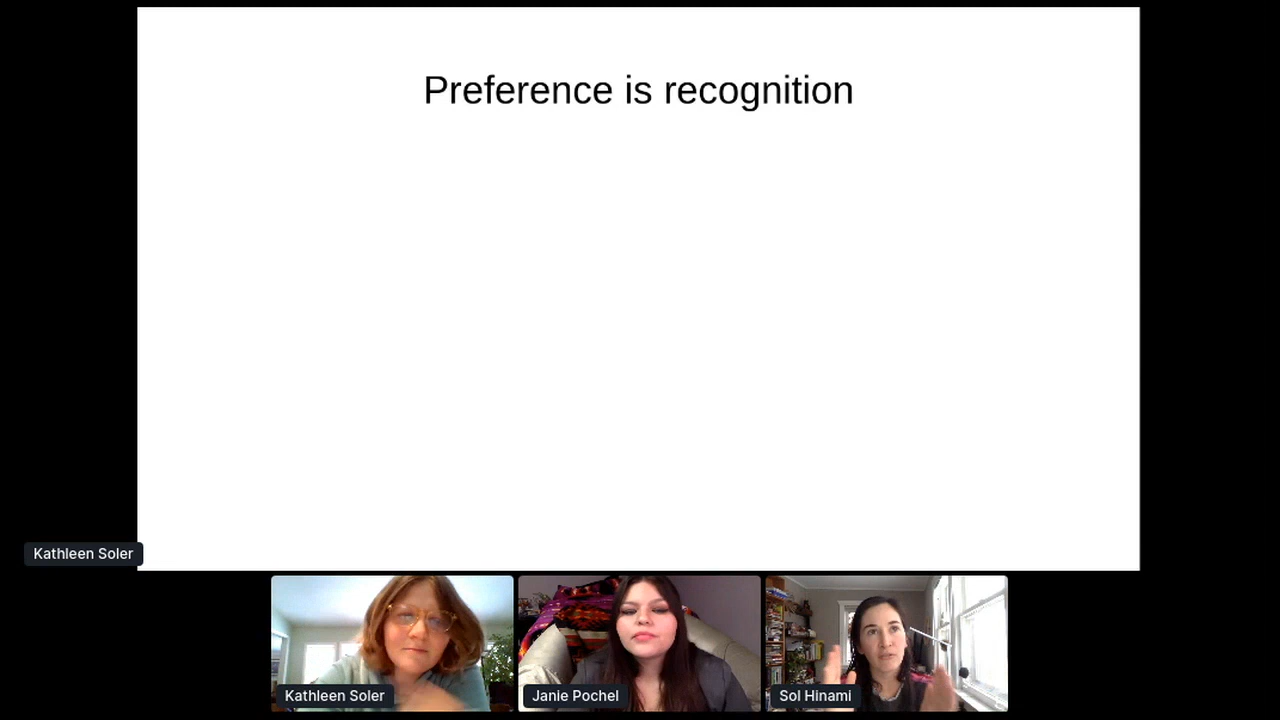 Preference is recognition
Kathleen Soler
Kathleen Soler
Janie Pochel
Sol Hinami